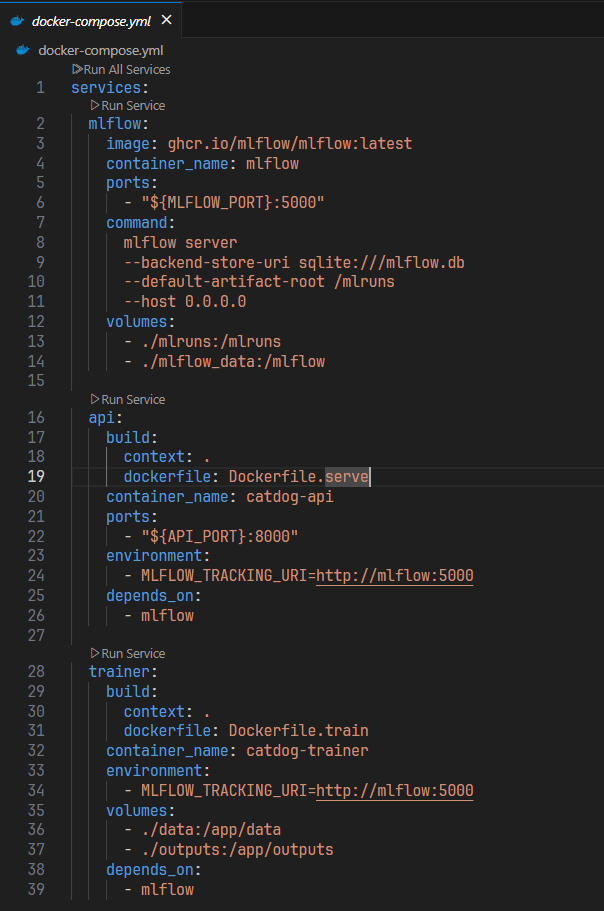 docker-compose.yml ×
docker-compose.yml
Run All Services
1 services:
Run Service
2   mlflow:
3     image: ghcr.io/mlflow/mlflow:latest
4     container_name: mlflow
5     ports:
6       - "${MLFLOW_PORT}:5000"
7     command:
8       mlflow server
9       --backend-store-uri sqlite:///mlflow.db
10       --default-artifact-root /mlruns
11       --host 0.0.0.0
12     volumes:
13       - ./mlruns:/mlruns
14       - ./mlflow_data:/mlflow
15
Run Service
16   api:
17     build:
18       context: .
19       dockerfile: Dockerfile.serve
20     container_name: catdog-api
21     ports:
22       - "${API_PORT}:8000"
23     environment:
24       - MLFLOW_TRACKING_URI=http://mlflow:5000
25     depends_on:
26       - mlflow
27
Run Service
28   trainer:
29     build:
30       context: .
31       dockerfile: Dockerfile.train
32     container_name: catdog-trainer
33     environment:
34       - MLFLOW_TRACKING_URI=http://mlflow:5000
35     volumes:
36       - ./data:/app/data
37       - ./outputs:/app/outputs
38     depends_on:
39       - mlflow